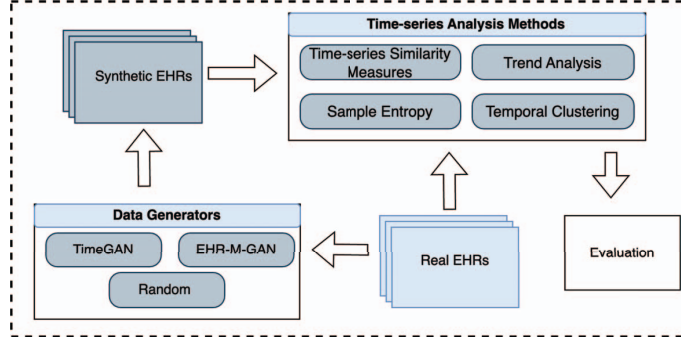 Time-series Analysis Methods
Synthetic EHRs
Time-series Similarity
Measures
Trend Analysis
Sample Entropy
Temporal Clustering
Data Generators
TimeGAN
EHR-M-GAN
Random
Real EHRs
Evaluation